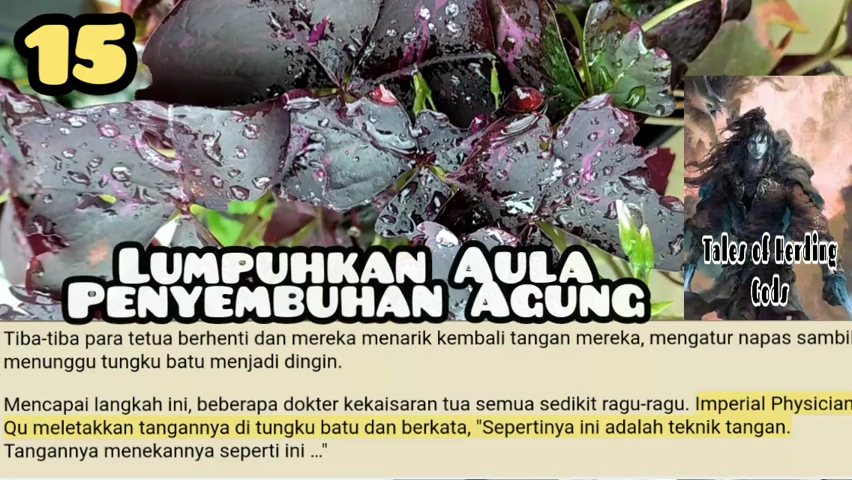 15
Tales of Herding
Gods
LUMPUHKAN AULA
PENYEMBUHAN AGUNG
Tiba-tiba para tetua berhenti dan mereka menarik kembali tangan mereka, mengatur napas sambil
menunggu tungku batu menjadi dingin.
Mencapai langkah ini, beberapa dokter kekaisaran tua semua sedikit ragu-ragu. Imperial Physician
Qu meletakkan tangannya di tungku batu dan berkata, "Sepertinya ini adalah teknik tangan.
Tangannya menekannya seperti ini ..."